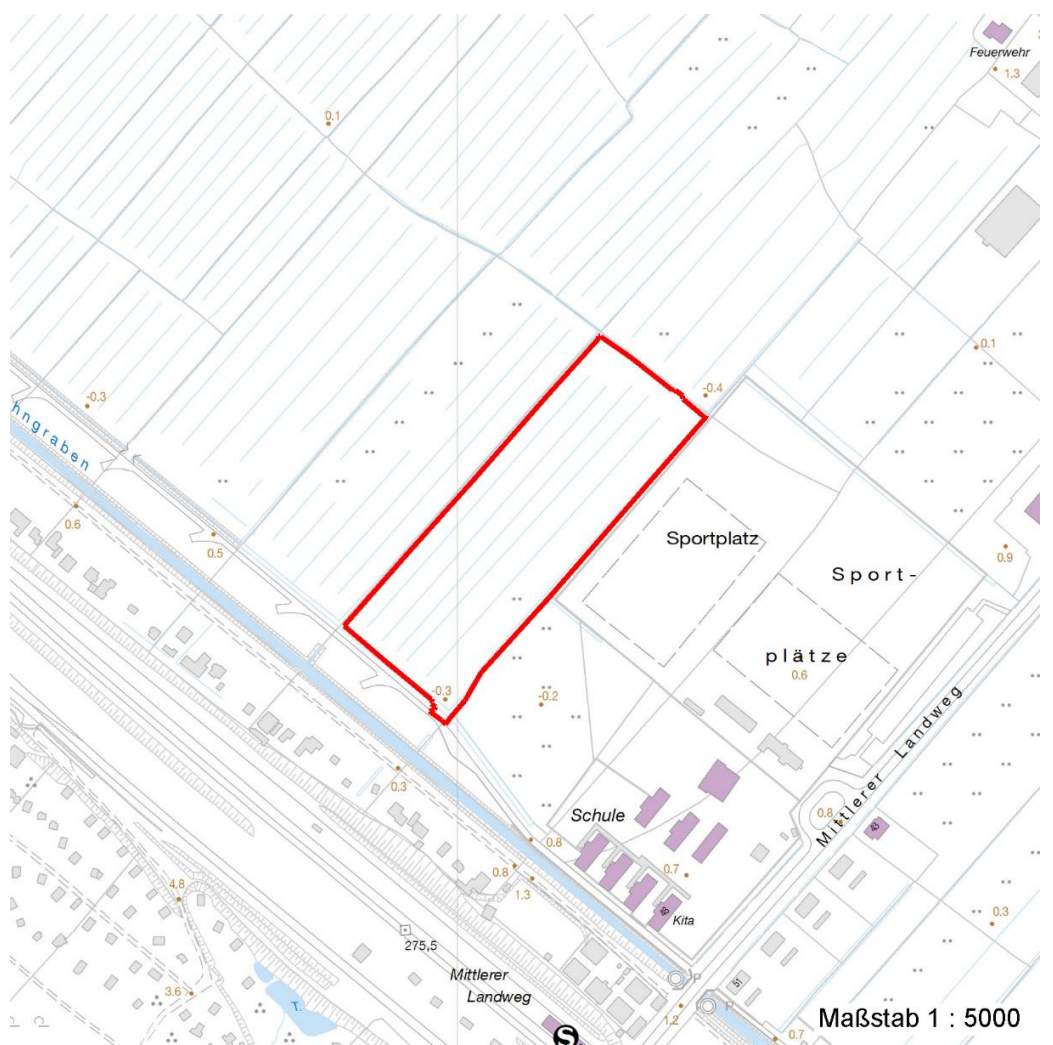 Feuerwehr
1.3
0.1
0.1
-0.3
-0.4
hngraben
0.6
0.5
0.9
Sportplatz
Sport-
plätze
0.6
-0.3
-0.2
0.3
Mittlerer Landweg
0.8
43
Schule
0.8
0.8
1.3
0.7
4.8
Kita
0.3
275,5
Mittlerer
Landweg
51
P
P
3.6
T.
1.2
S
0.7
Maßstab 1 : 5000